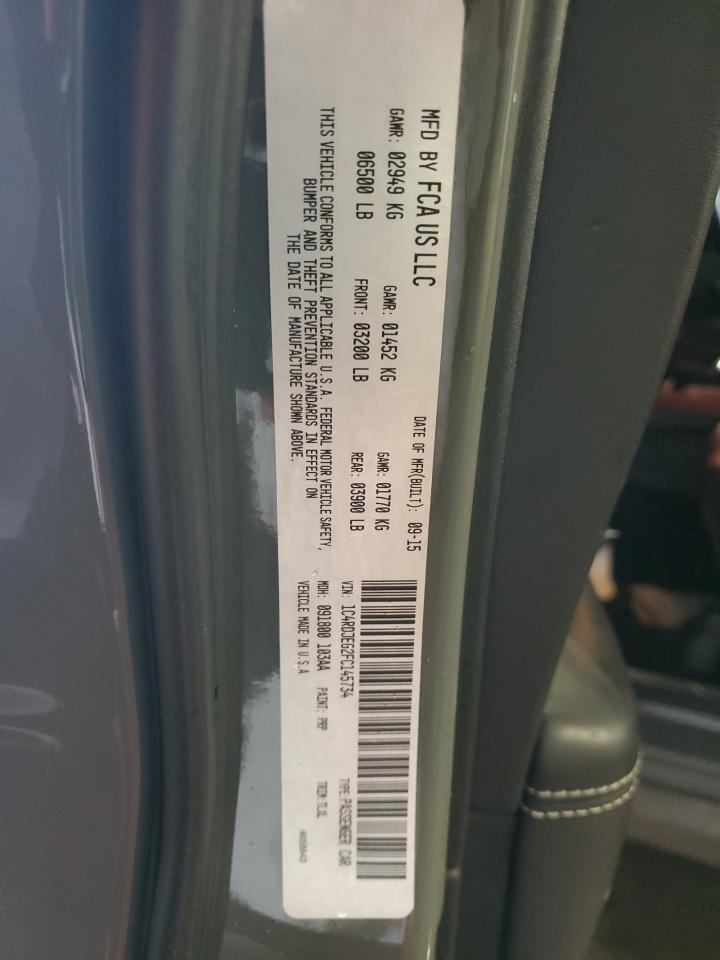 MFD BY FCA US LLC
DATE OF MFR(BUILT): 09-15
GAWR: 02949 KG
GAWR: 01452 KG
GAWR: 01770 KG
06500 LB
FRONT: 03200 LB
REAR: 03900 LB
THIS VEHICLE CONFORMS TO ALL APPLICABLE U.S.A. FEDERAL MOTOR VEHICLE SAFETY,
BUMPER AND THEFT PREVENTION STANDARDS IN EFFECT ON
THE DATE OF MANUFACTURE SHOWN ABOVE.
VIN: 1C4RDJEG2FC145734
TYPE: PASSENGER CAR
MDH: 091800 103AA
PAINT: PRP
TRIM:TLXL
VEHICLE MADE IN U.S.A